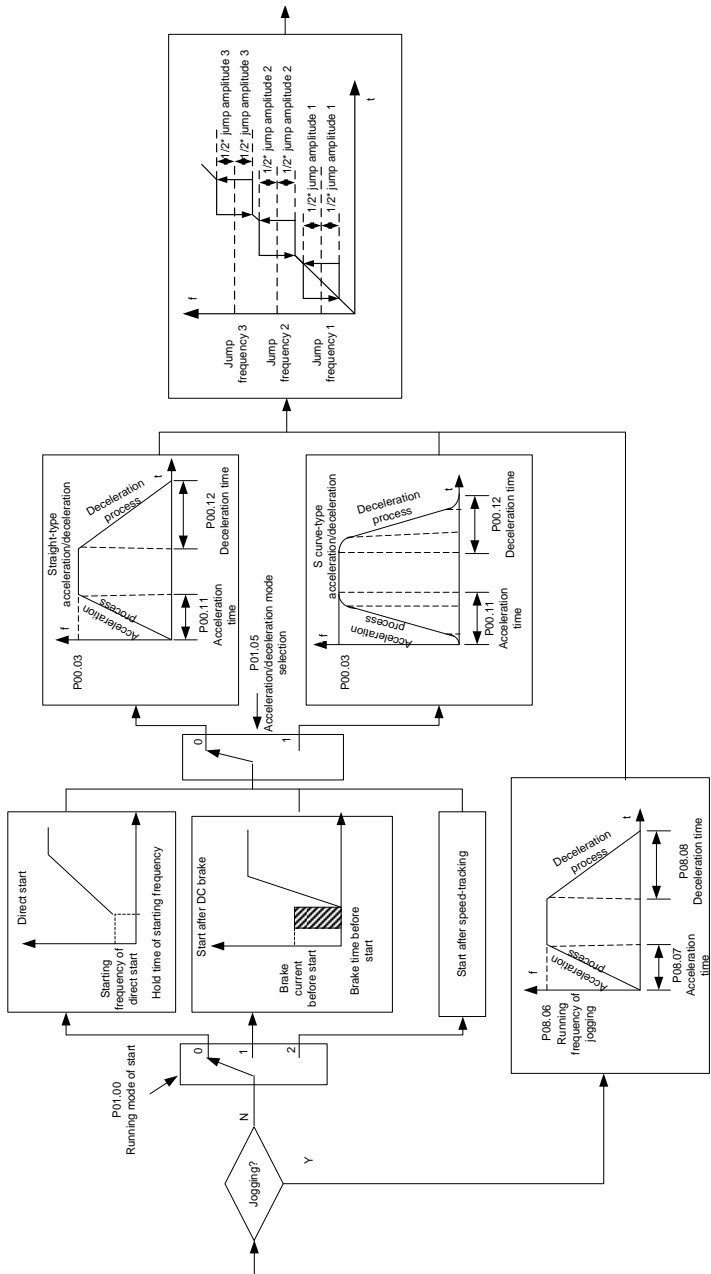 Jogging?
N
Y
P01.00
Running mode of start
0
1
2
Direct start
Starting
frequency of
direct start
Hold time of starting frequency
Start after DC brake
Brake
current
before start
Brake time before
start
Start after speed-tracking
P01.05
Acceleration/deceleration mode
selection
0
1
Straight-type
acceleration/deceleration
f
P00.03
Acceleration
process
Deceleration
process
t
P00.11
Acceleration
time
P00.12
Deceleration time
S curve-type
acceleration/deceleration
f
P00.03
Acceleration
process
Deceleration
process
t
P00.11
Acceleration
time
P00.12
Deceleration time
f
P08.06
Running
frequency of
jogging
Acceleration
process
Deceleration
process
t
P08.07
Acceleration
time
P08.08
Deceleration time
f
Jump
frequency 3
Jump
frequency 2
Jump
frequency 1
1/2* jump amplitude 3
1/2* jump amplitude 3
1/2* jump amplitude 2
1/2* jump amplitude 2
1/2* jump amplitude 1
1/2* jump amplitude 1
t